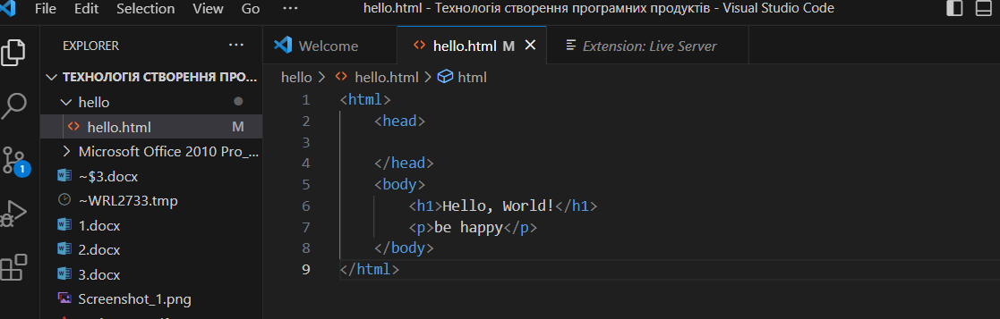 File Edit Selection View Go ··· hello.html - Технологія створення програмних продуктів - Visual Studio Code
EXPLORER ···
Welcome
hello.html M
Extension: Live Server
ТЕХНОЛОГІЯ СТВОРЕННЯ ПРО...
hello
hello.html M
Microsoft Office 2010 Pro_...
~$3.docx
~WRL2733.tmp
1.docx
2.docx
3.docx
Screenshot_1.png
1
hello > hello.html > html
1 <html>
2 <head>
3
4 </head>
5 <body>
6 <h1>Hello, World!</h1>
7 <p>be happy</p>
8 </body>
9 </html>